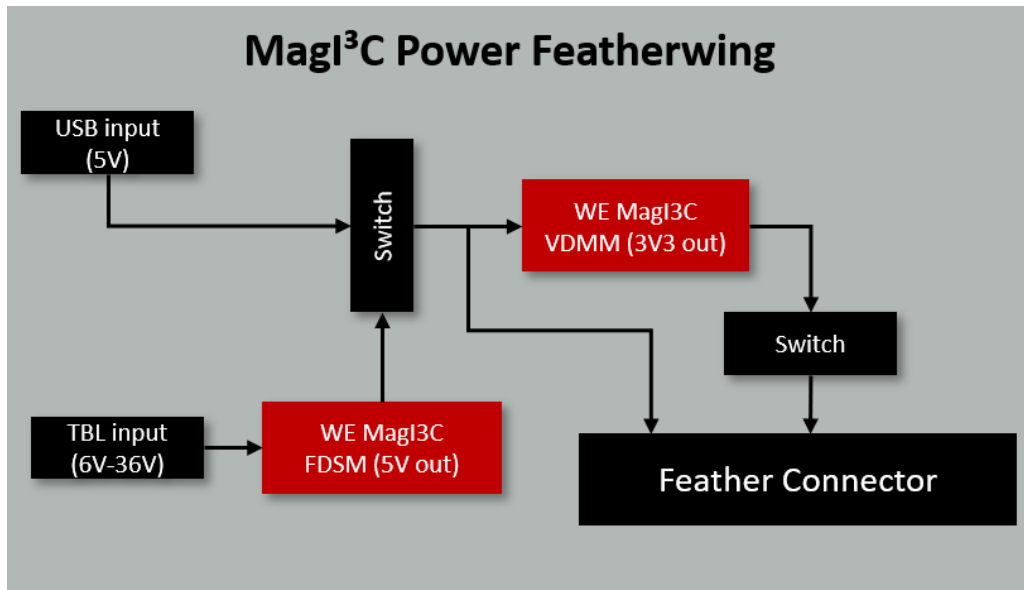 MagI³C Power Featherwing
USB input
(5V)
Switch
WE MagI3C
VDMM (3V3 out)
Switch
TBL input
(6V-36V)
WE MagI3C
FDSM (5V out)
Feather Connector